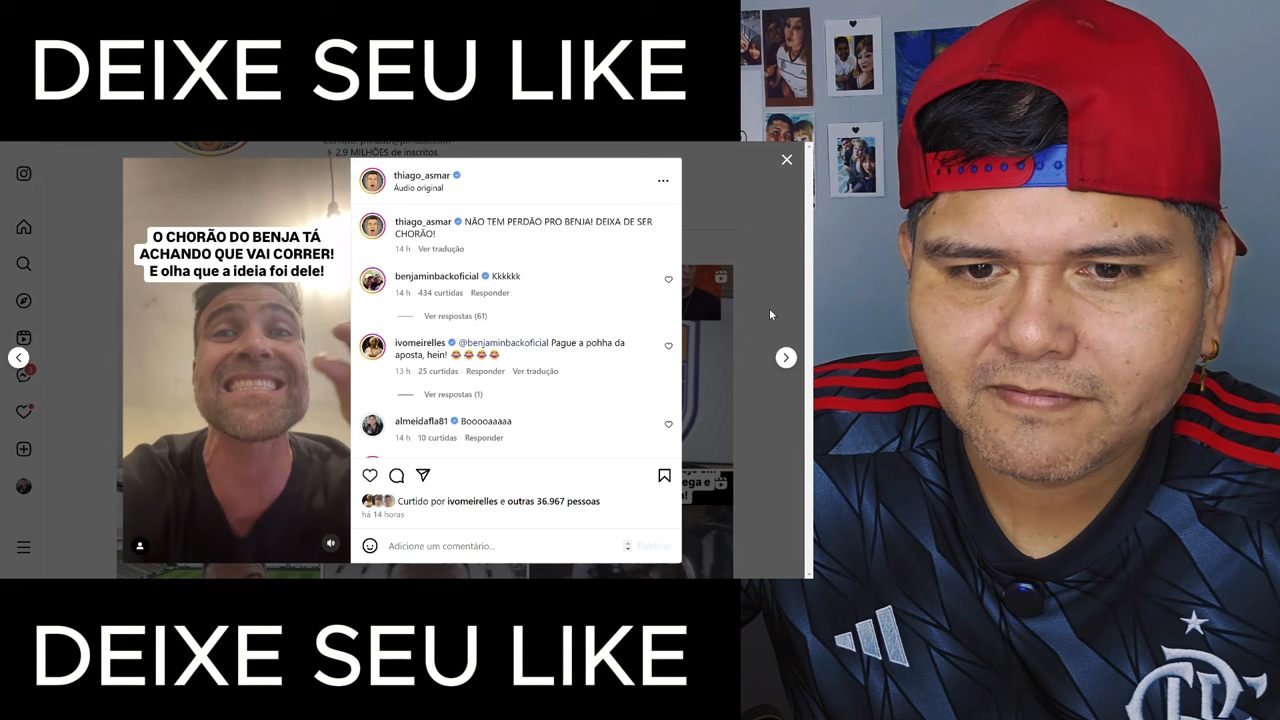 DEIXE SEU LIKE
⚡ 2.9 MILHÕES de inscritos
O CHORÃO DO BENJA TÁ
ACHANDO QUE VAI CORRER!
E olha que a ideia foi dele!
thiago_asmar
Áudio original
thiago_asmar NÃO TEM PERDÃO PRO BENJA! DEIXA DE SER
CHORÃO!
14 h Ver tradução
benjaminbackoficial Kkkkkk
14 h 434 curtidas Responder
Ver respostas (61)
ivomeirelles @benjaminbackoficial Pague a pohha da
aposta, hein! 😂😂😂😂
13 h 25 curtidas Responder Ver tradução
Ver respostas (1)
almeidafla81 Booooaaaaa
14 h 10 curtidas Responder
Curtido por ivomeirelles e outras 36.967 pessoas
há 14 horas
Adicione um comentário...
Publicar
DEIXE SEU LIKE